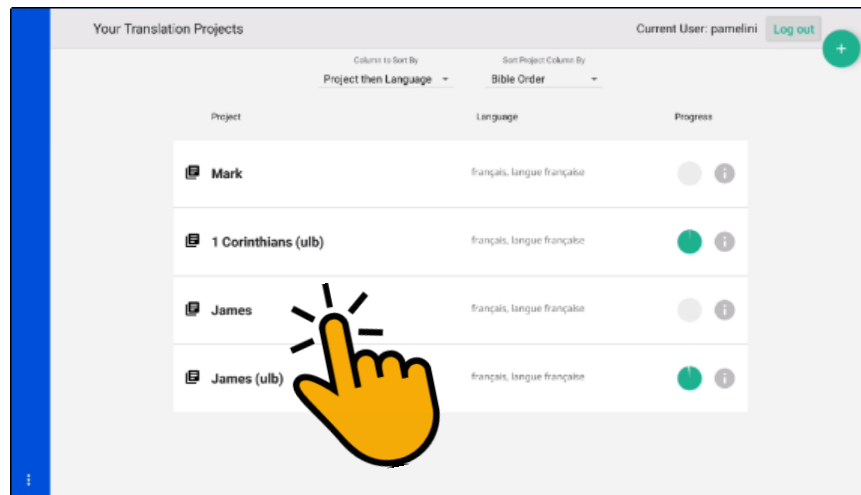 Your Translation Projects
Current User: pamelini
Log out
Column to Sort By
Sort Project Column By
Project then Language
Bible Order
Project
Language
Progress
Mark
français, langue française
1 Corinthians (ulb)
français, langue française
James
français, langue française
James (ulb)
français, langue française